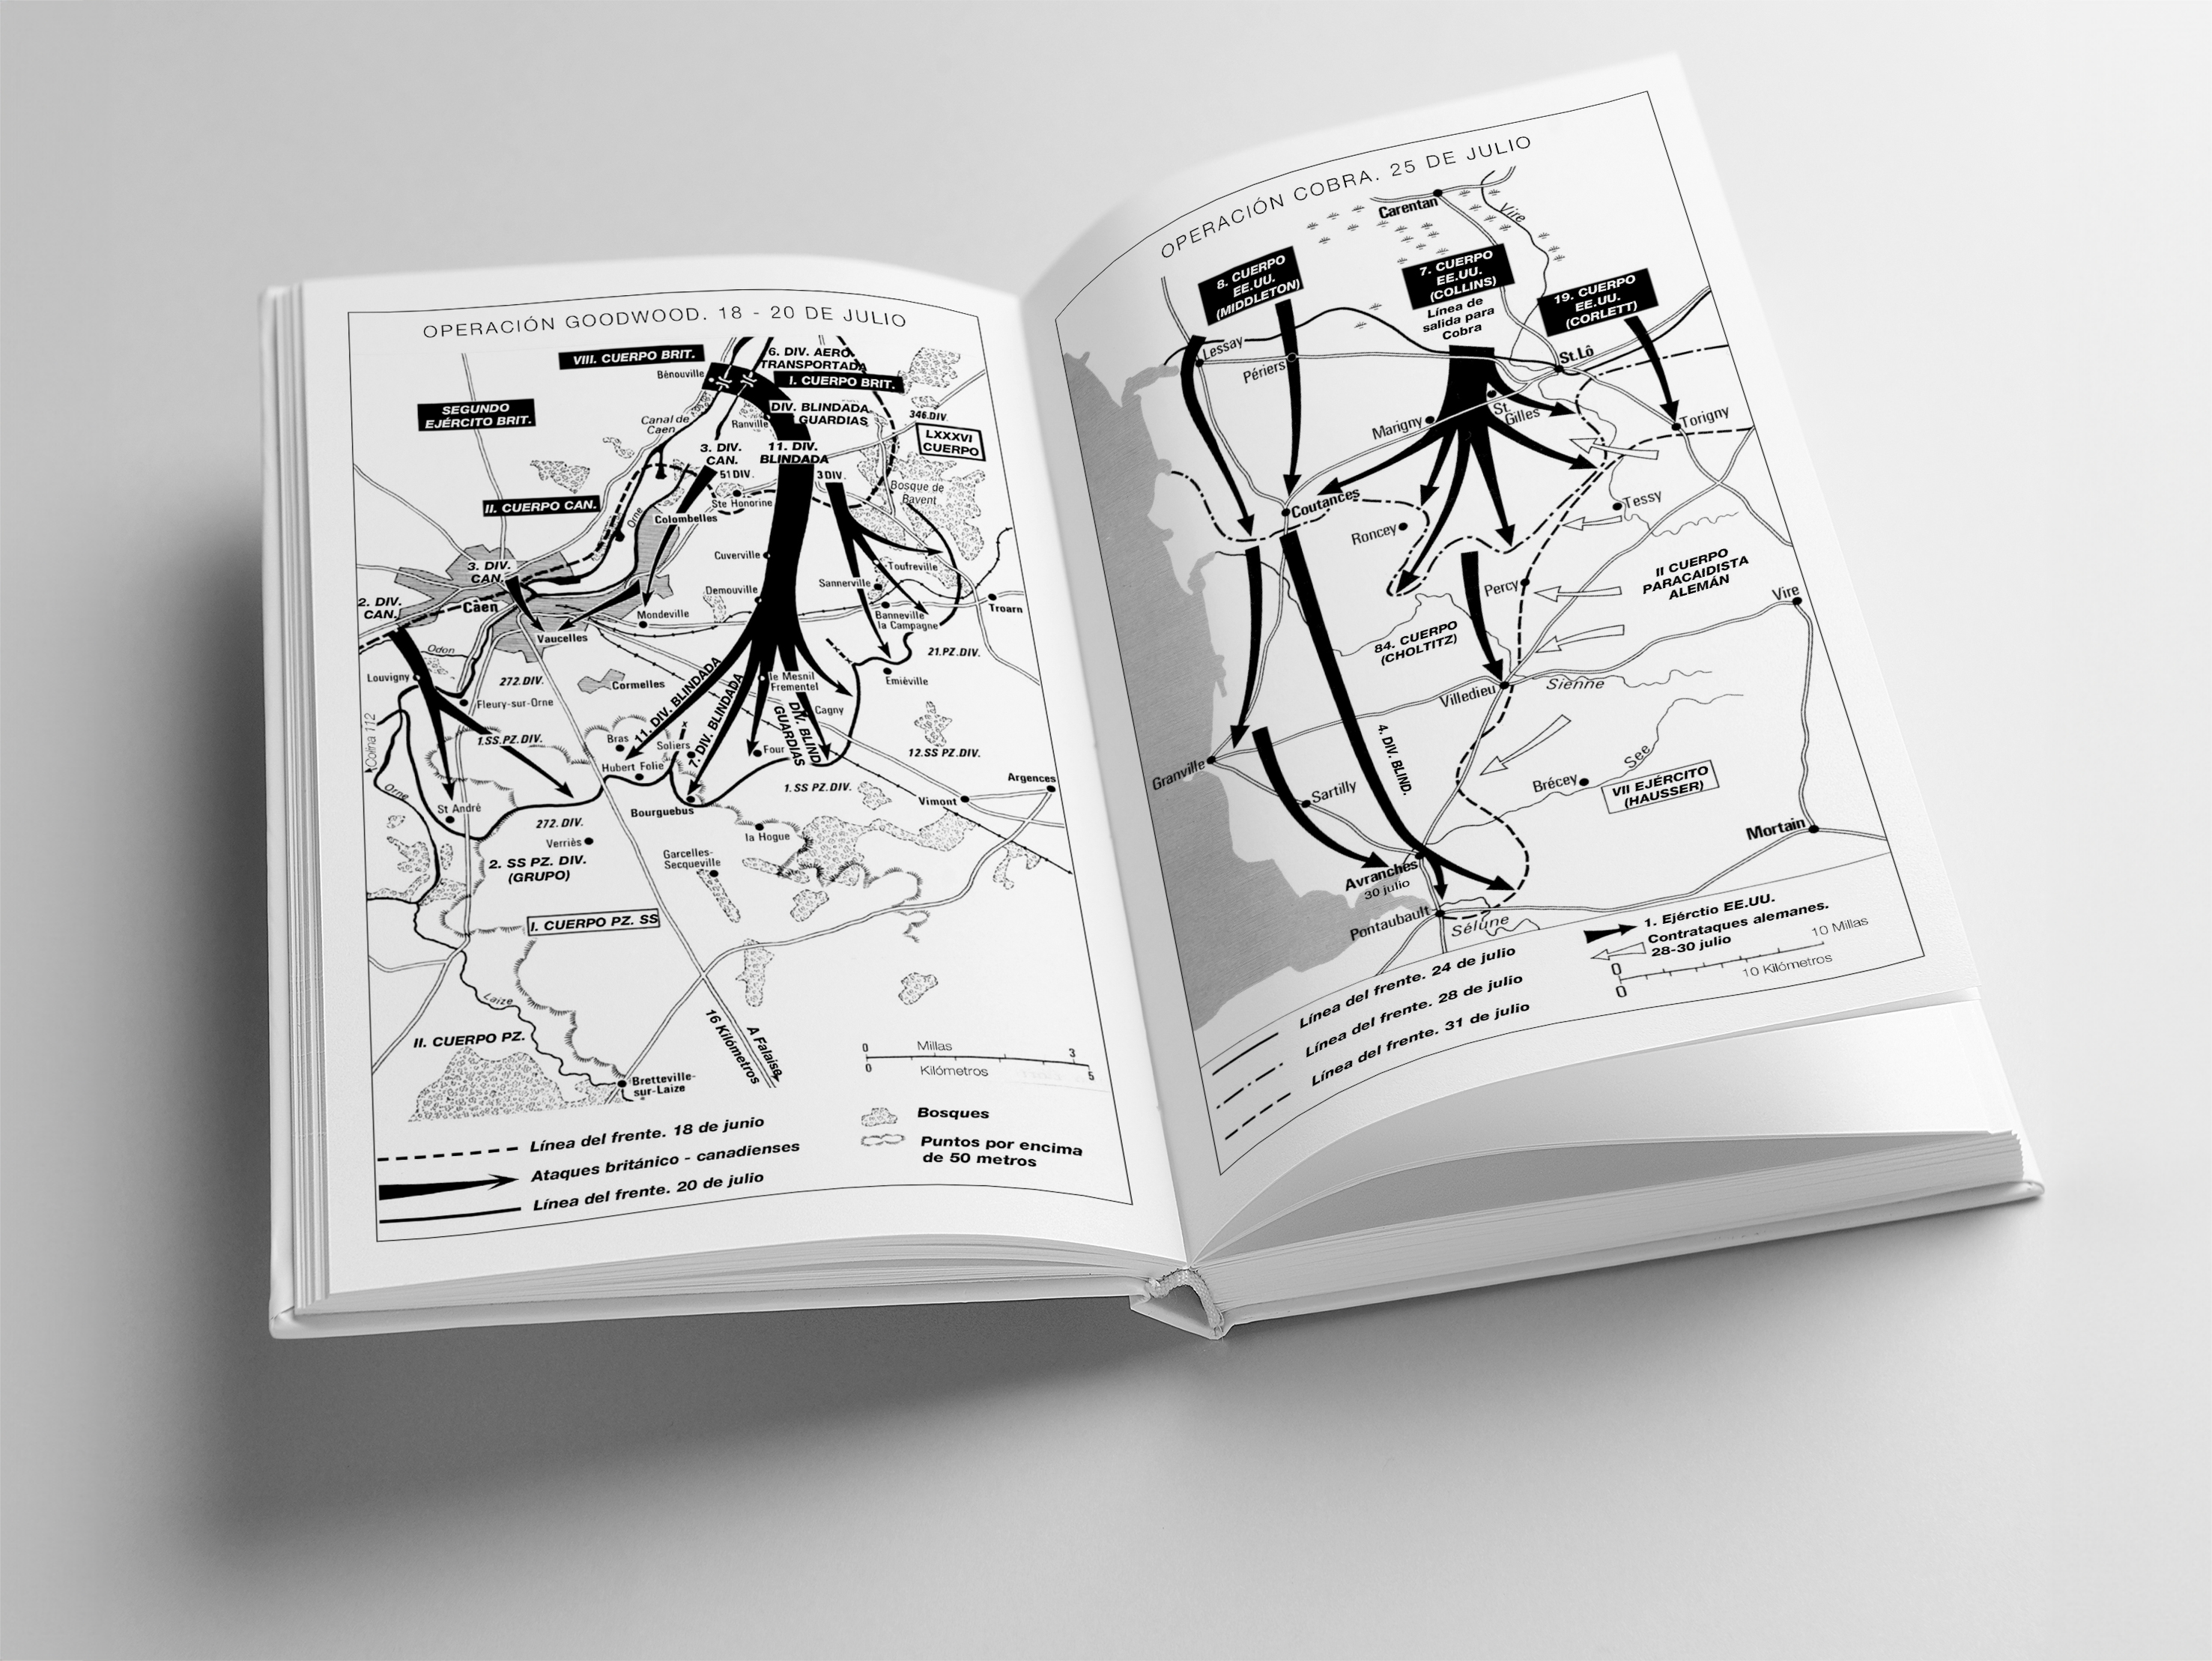 OPERACIÓN GOODWOOD. 18 - 20 DE JULIO
VIII. CUERPO BRIT.
6. DIV. AERO
TRANSPORTADA
Bénouville
I. CUERPO BRIT.
SEGUNDO
EJÉRCITO BRIT.
DIV. BLINDADA
GUARDIAS
346.DIV
Canal de
Caen
Ranville
LXXXVI
CUERPO
3. DIV.
CAN.
11. DIV.
BLINDADA
51 DIV.
3 DIV.
Bosque de
Bavent
II. CUERPO CAN.
Ste Honorine
Orne
Colombelles
Cuverville
Toufreville
3. DIV.
CAN.
Sannerville
Demouville
2. DIV.
CAN.
Caen
Mondeville
Banneville
la Campagne
Troarn
Vaucelles
Odon
21.PZ.DIV.
Louvigny
272.DIV.
Cormelles
le Mesnil
Frementel
Emiéville
Fleury-sur-Orne
11. DIV. BLINDADA
7. DIV. BLINDADA
DIV. BLIND
GUARDIAS
Cagny
Colina 112
1.SS.PZ.DIV.
Bras
Soliers
Four
12.SS PZ.DIV.
Hubert Folie
Argences
Orne
1.SS PZ.DIV.
Vimont
St André
Bourguebus
272. DIV.
la Hogue
Verriès
2. SS PZ. DIV.
(GRUPO)
Garcelles-
Secqueville
I. CUERPO PZ. SS
Laize
II. CUERPO PZ.
16 Kilómetros
A Falaise
Bretteville-
sur-Laize
0 Millas 3
0 Kilómetros 5
Línea del frente. 18 de junio
Ataques británico - canadienses
Línea del frente. 20 de julio
Bosques
Puntos por encima
de 50 metros
OPERACIÓN COBRA. 25 DE JULIO
Carentan
Vire
8. CUERPO
EE.UU.
(MIDDLETON)
7. CUERPO
EE.UU.
(COLLINS)
Línea de
salida para
Cobra
19. CUERPO
EE.UU.
(CORLETT)
Lessay
Périers
St.Lô
Marigny
St.
Gilles
Torigny
Coutances
Roncey
Tessy
II CUERPO
PARACAIDISTA
ALEMÁN
Percy
Vire
84. CUERPO
(CHOLTITZ)
Villedieu
Sienne
4. DIV. BLIND.
See
Granville
Sartilly
Brécey
VII EJÉRCITO
(HAUSSER)
Mortain
Avranches
30 julio
Pontaubault
Sélune
1. Ejérctio EE.UU.
Contrataques alemanes.
28-30 julio
0 10 Millas
0 10 Kilómetros
Línea del frente. 24 de julio
Línea del frente. 28 de julio
Línea del frente. 31 de julio